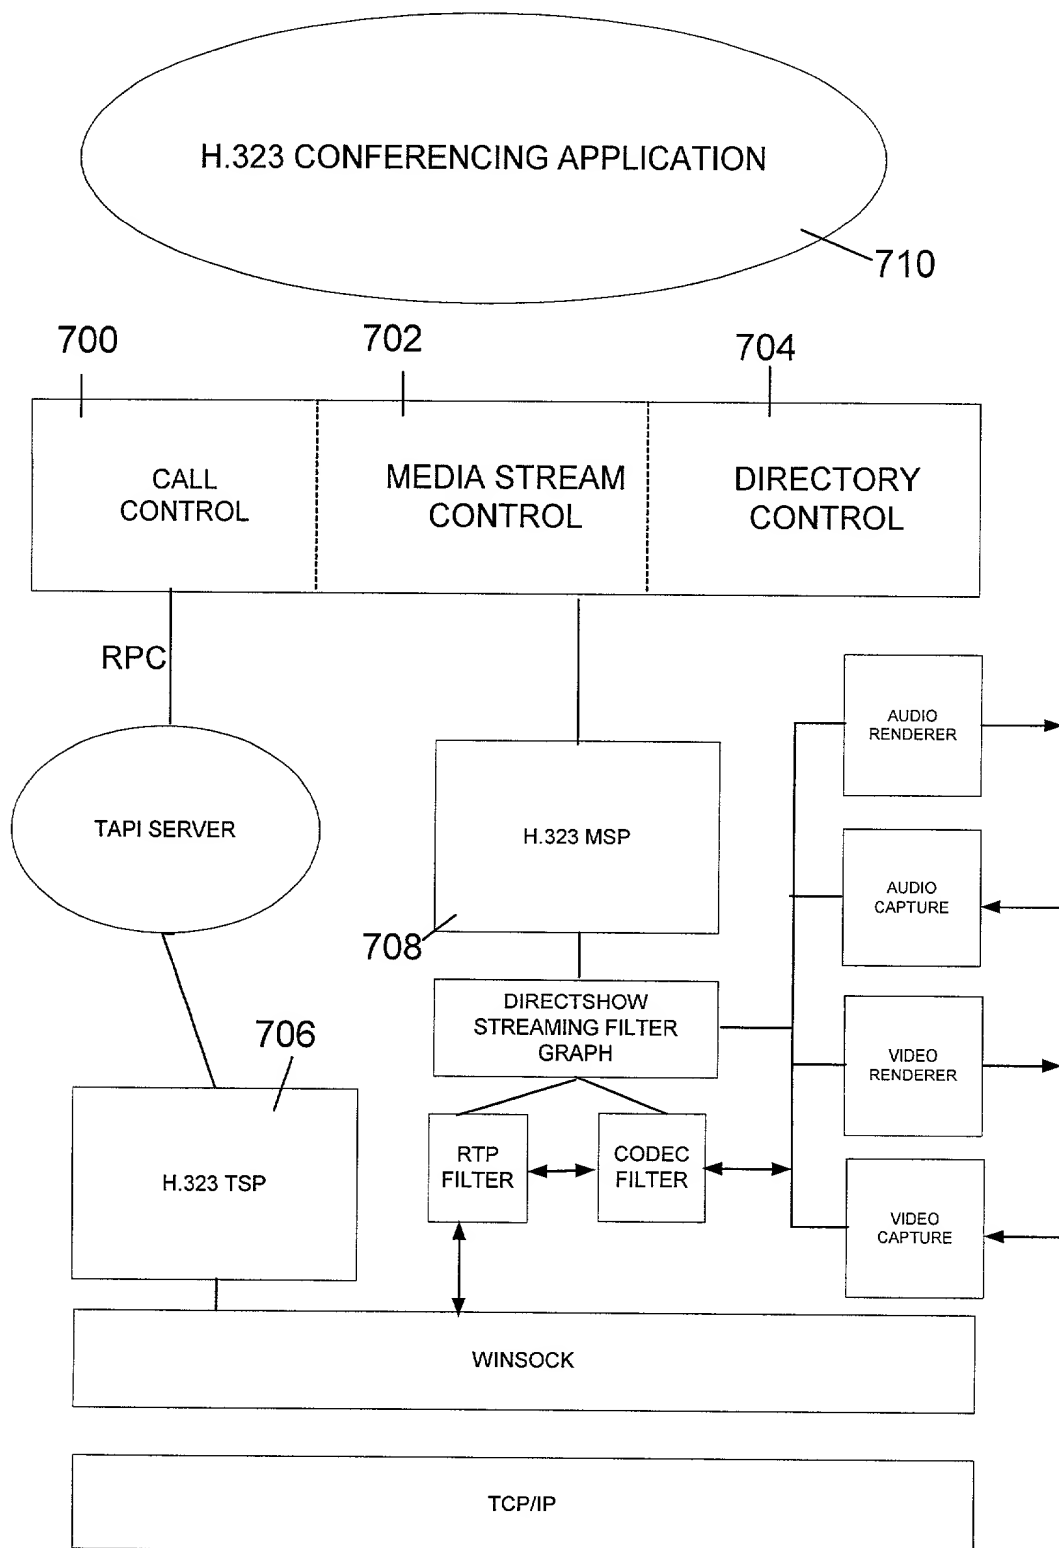 H.323 CONFERENCING APPLICATION
710
700
702
704
CALL
CONTROL
MEDIA STREAM
CONTROL
DIRECTORY
CONTROL
RPC
AUDIO
RENDERER
TAPI SERVER
H.323 MSP
AUDIO
CAPTURE
708
DIRECTSHOW
STREAMING FILTER
GRAPH
706
VIDEO
RENDERER
RTP
FILTER
CODEC
FILTER
H.323 TSP
VIDEO
CAPTURE
WINSOCK
TCP/IP